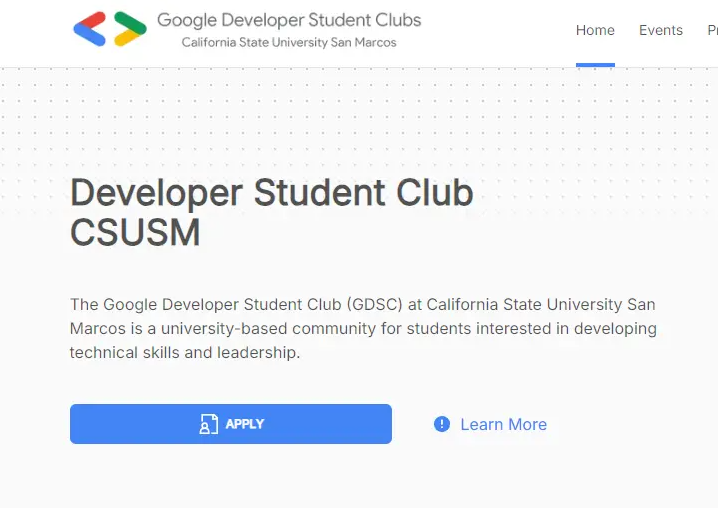 Google Developer Student Clubs
California State University San Marcos
Home Events
Developer Student Club
CSUSM
The Google Developer Student Club (GDSC) at California State University San
Marcos is a university-based community for students interested in developing
technical skills and leadership.
APPLY
Learn More